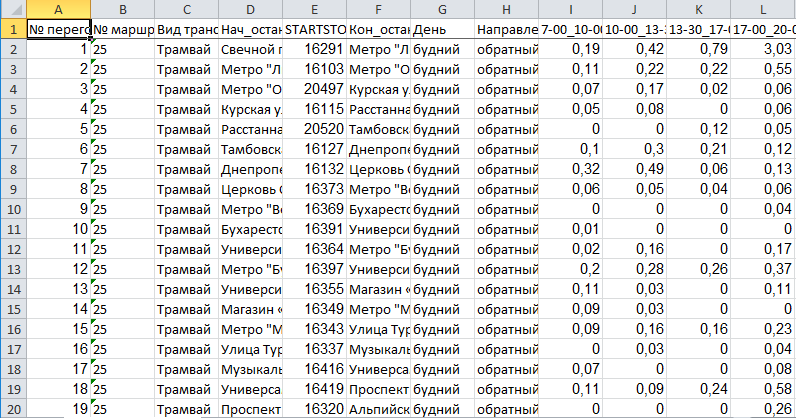 A B C D E F G H I J K L
1 № перего № маршр Вид транс Нач_остан STARTSTO Кон_остан День Направле 7-00_10-00 10-00_13- 13-30_17-0 17-00_20-0
2 1 25 Трамвай Свечной п 16291 Метро "Л будний обратный 0,19 0,42 0,79 3,03
3 2 25 Трамвай Метро "Л 16103 Метро "О будний обратный 0,11 0,22 0,22 0,55
4 3 25 Трамвай Метро "О 20497 Курская у будний обратный 0,07 0,17 0,02 0,06
5 4 25 Трамвай Курская у 16115 Расстанна будний обратный 0,05 0,08 0 0,06
6 5 25 Трамвай Расстанна 20520 Тамбовск будний обратный 0 0 0,12 0,05
7 6 25 Трамвай Тамбовска 16127 Днепропе будний обратный 0,1 0,3 0,21 0,12
8 7 25 Трамвай Днепропе 16132 Церковь будний обратный 0,32 0,49 0,06 0,13
9 8 25 Трамвай Церковь 16373 Метро "Во будний обратный 0,06 0,05 0,04 0,06
10 9 25 Трамвай Метро "Во 16369 Бухаресто будний обратный 0 0 0 0,04
11 10 25 Трамвай Бухаресто 16391 Универси будний обратный 0,01 0 0 0
12 11 25 Трамвай Универси 16364 Метро "Бу будний обратный 0,02 0,16 0 0,17
13 12 25 Трамвай Метро "Бу 16397 Универси будний обратный 0,2 0,28 0,26 0,37
14 13 25 Трамвай Универси 16355 Магазин « будний обратный 0,11 0,03 0 0,11
15 14 25 Трамвай Магазин « 16349 Метро "М будний обратный 0,09 0,03 0 0
16 15 25 Трамвай Метро "М 16343 Улица Тур будний обратный 0,09 0,16 0,16 0,23
17 16 25 Трамвай Улица Тур 16337 Музыкаль будний обратный 0 0,03 0 0,04
18 17 25 Трамвай Музыкаль 16416 Универса будний обратный 0,07 0 0 0,08
19 18 25 Трамвай Универса 16419 Проспект будний обратный 0,11 0,09 0,24 0,58
20 19 25 Трамвай Проспект 16320 Альпийск будний обратный 0 0 0 0,28